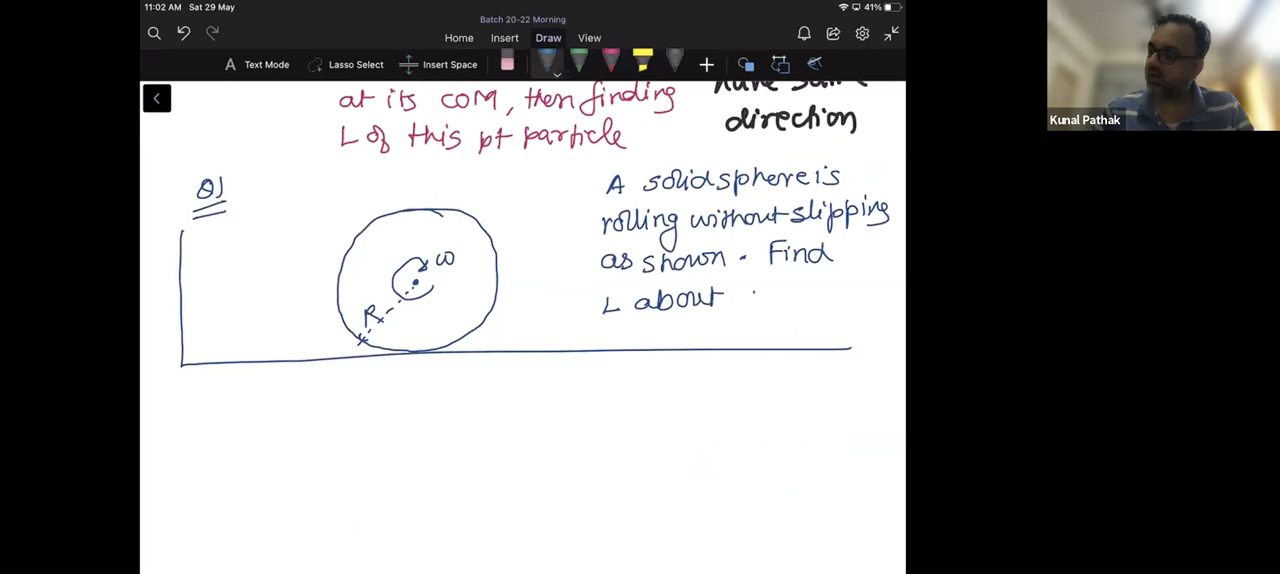 11:02 AM Sat 29 May
41%
Batch 20-22 Morning
Home Insert Draw View
Text Mode Lasso Select Insert Space
at its COM, then finding
L of this pt particle
direction
Q)
ω
R
A solid sphere is
rolling without slipping
as shown. Find
L about
Kunal Pathak